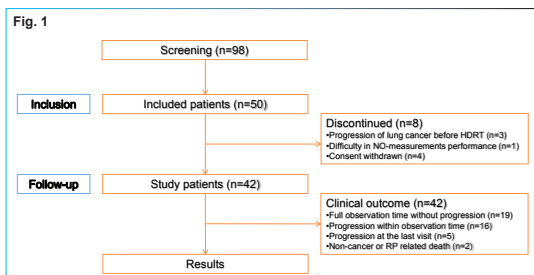 Fig. 1
Screening (n=98)
Inclusion
Included patients (n=50)
Discontinued (n=8)
•Progression of lung cancer before HDRT (n=3)
•Difficulty in NO-measurements performance (n=1)
•Consent withdrawn (n=4)
Follow-up
Study patients (n=42)
Clinical outcome (n=42)
•Full observation time without progression (n=19)
•Progression within observation time (n=16)
•Progression at the last visit (n=5)
•Non-cancer or RP related death (n=2)
Results